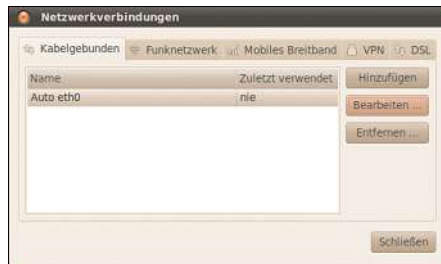 Netzwerkverbindungen
Kabelgebunden Funknetzwerk Mobiles Breitband VPN DSL
Name Zuletzt verwendet Hinzufügen
Auto eth0 nie Bearbeiten ...
Entfernen ...
Schließen